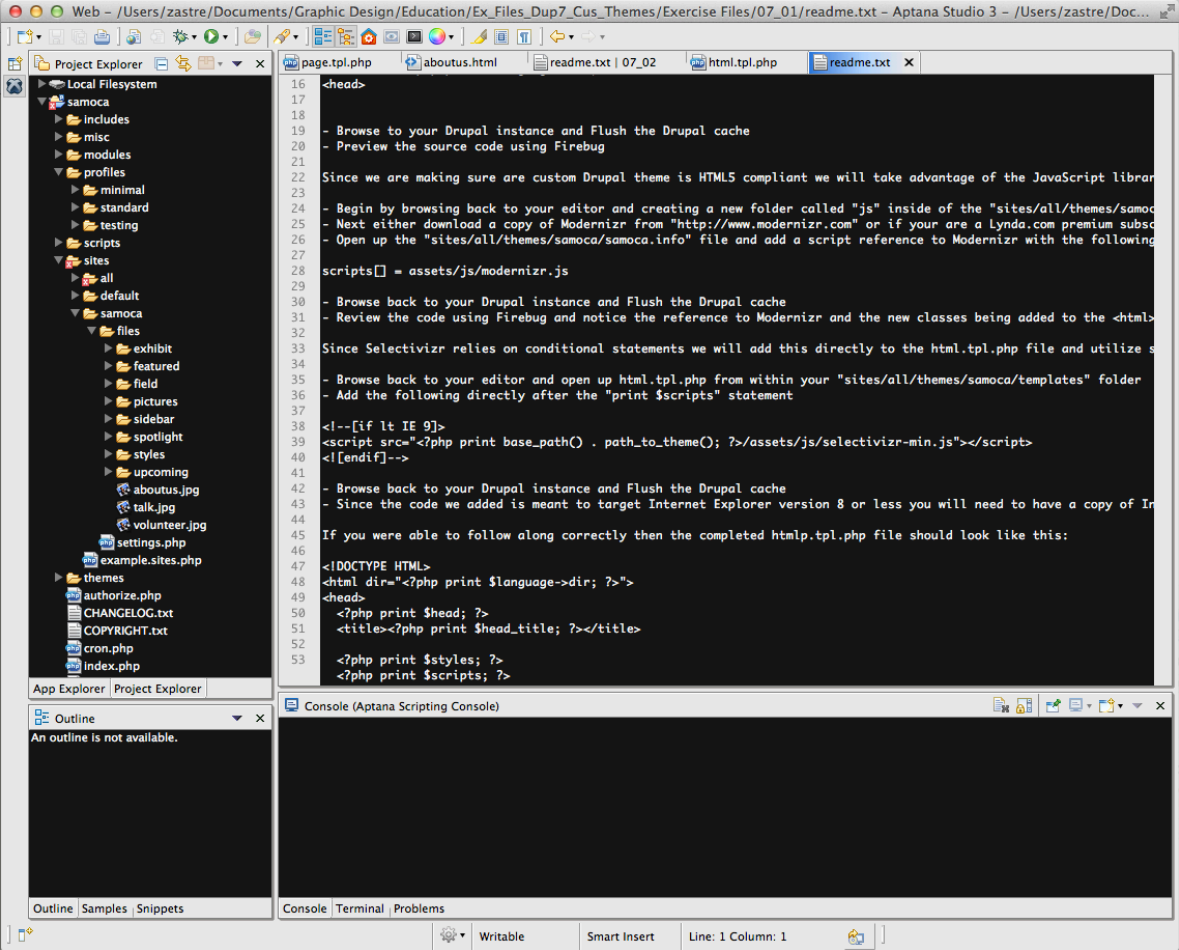 Web – /Users/zastre/Documents/Graphic Design/Education/Ex_Files_Dup7_Cus_Themes/Exercise Files/07_01/readme.txt – Aptana Studio 3 – /Users/zastre/Doc...
Project Explorer
Local Filesystem
samoca
includes
misc
modules
profiles
minimal
standard
testing
scripts
sites
all
default
samoca
files
exhibit
featured
field
pictures
sidebar
spotlight
styles
upcoming
aboutus.jpg
talk.jpg
volunteer.jpg
settings.php
example.sites.php
themes
authorize.php
CHANGELOG.txt
COPYRIGHT.txt
cron.php
index.php
App Explorer Project Explorer
Outline
An outline is not available.
Outline Samples Snippets
page.tpl.php aboutus.html readme.txt | 07_02 html.tpl.php readme.txt
16 <head>
17
18
19 - Browse to your Drupal instance and Flush the Drupal cache
20 - Preview the source code using Firebug
21
22 Since we are making sure are custom Drupal theme is HTML5 compliant we will take advantage of the JavaScript librar
23
24 - Begin by browsing back to your editor and creating a new folder called "js" inside of the "sites/all/themes/samoc
25 - Next either download a copy of Modernizr from "http://www.modernizr.com" or if your are a Lynda.com premium subsc
26 - Open up the "sites/all/themes/samoca/samoca.info" file and add a script reference to Modernizr with the following
27
28 scripts[] = assets/js/modernizr.js
29
30 - Browse back to your Drupal instance and Flush the Drupal cache
31 - Review the code using Firebug and notice the reference to Modernizr and the new classes being added to the <html>
32
33 Since Selectivizr relies on conditional statements we will add this directly to the html.tpl.php file and utilize s
34
35 - Browse back to your editor and open up html.tpl.php from within your "sites/all/themes/samoca/templates" folder
36 - Add the following directly after the "print $scripts" statement
37
38 <!--[if lt IE 9]>
39 <script src="<?php print base_path() . path_to_theme(); ?>/assets/js/selectivizr-min.js"></script>
40 <![endif]-->
41
42 - Browse back to your Drupal instance and Flush the Drupal cache
43 - Since the code we added is meant to target Internet Explorer version 8 or less you will need to have a copy of In
44
45 If you were able to follow along correctly then the completed htmlp.tpl.php file should look like this:
46
47 <!DOCTYPE HTML>
48 <html dir="<?php print $language->dir; ?>">
49 <head>
50 <?php print $head; ?>
51 <title><?php print $head_title; ?></title>
52
53 <?php print $styles; ?>
<?php print $scripts; ?>
Console (Aptana Scripting Console)
Console Terminal Problems
Writable Smart Insert Line: 1 Column: 1